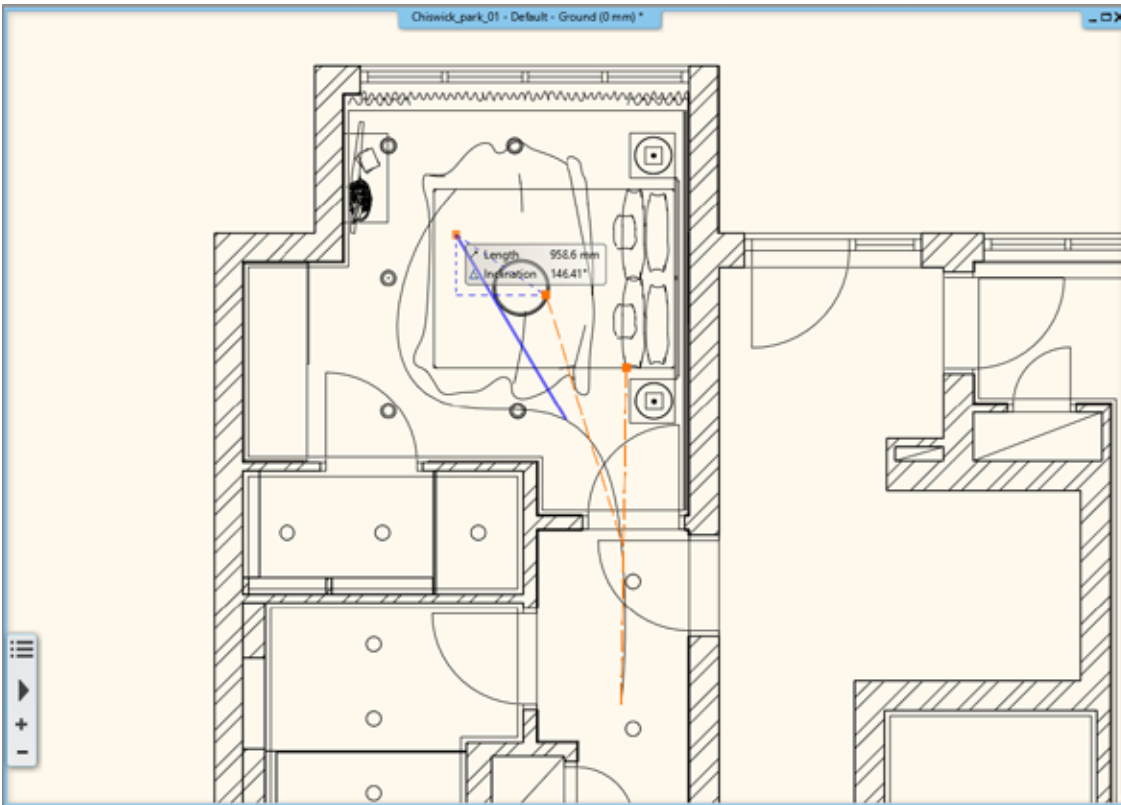 Chiswick_park_01 - Default - Ground (0 mm) *
Length 958.6 mm
Inclination 146.41°